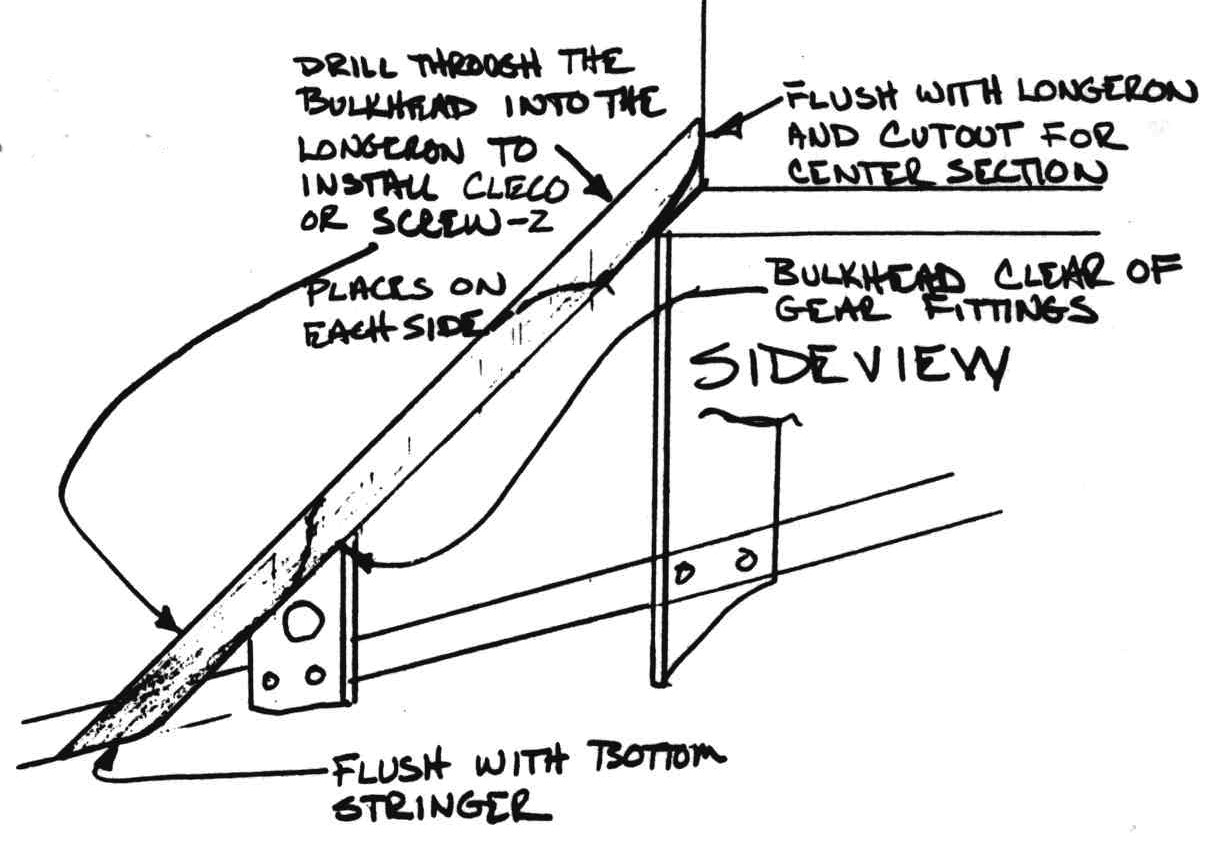 DRILL THROUGH THE
BULKHEAD INTO THE
LONGERON TO
INSTALL CLECO
OR SCREW-2
PLACES ON
EACH SIDE
FLUSH WITH LONGERON
AND CUTOUT FOR
CENTER SECTION
BULKHEAD CLEAR OF
GEAR FITTINGS
SIDEVIEW
FLUSH WITH BOTTOM
STRINGER